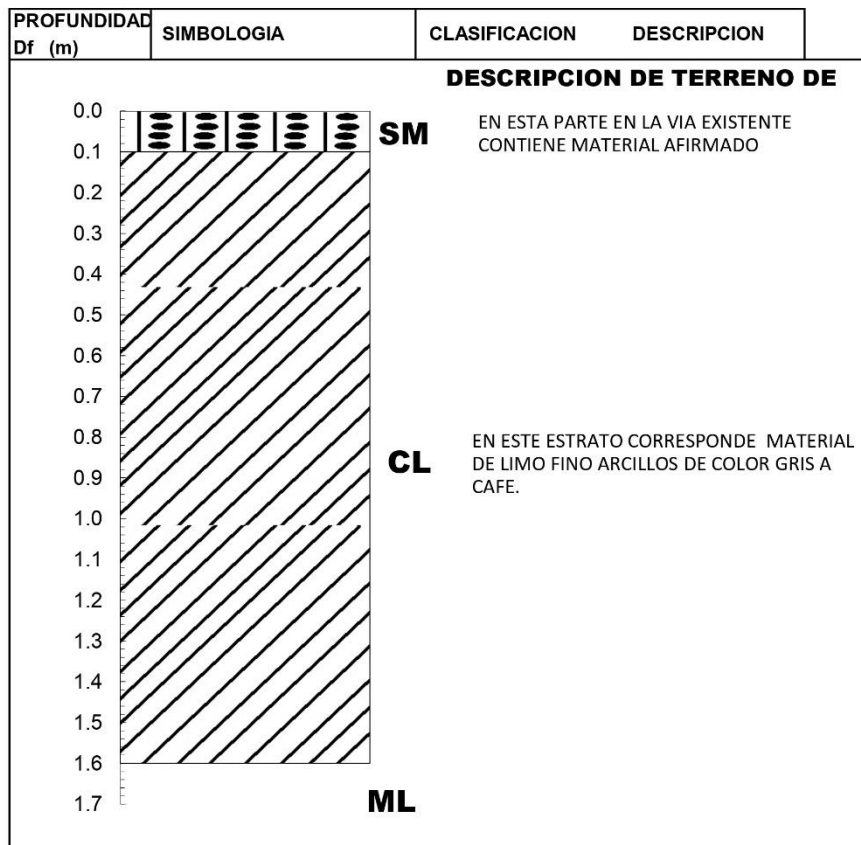 PROFUNDIDAD
Df (m)
SIMBOLOGIA
CLASIFICACION DESCRIPCION
DESCRIPCION DE TERRENO DE
0.0
SM
EN ESTA PARTE EN LA VIA EXISTENTE
CONTIENE MATERIAL AFIRMADO
0.1
0.2
0.3
0.4
0.5
0.6
0.7
0.8
0.9
CL
EN ESTE ESTRATO CORRESPONDE MATERIAL
DE LIMO FINO ARCILLOS DE COLOR GRIS A
CAFE.
1.0
1.1
1.2
1.3
1.4
1.5
1.6
1.7
ML